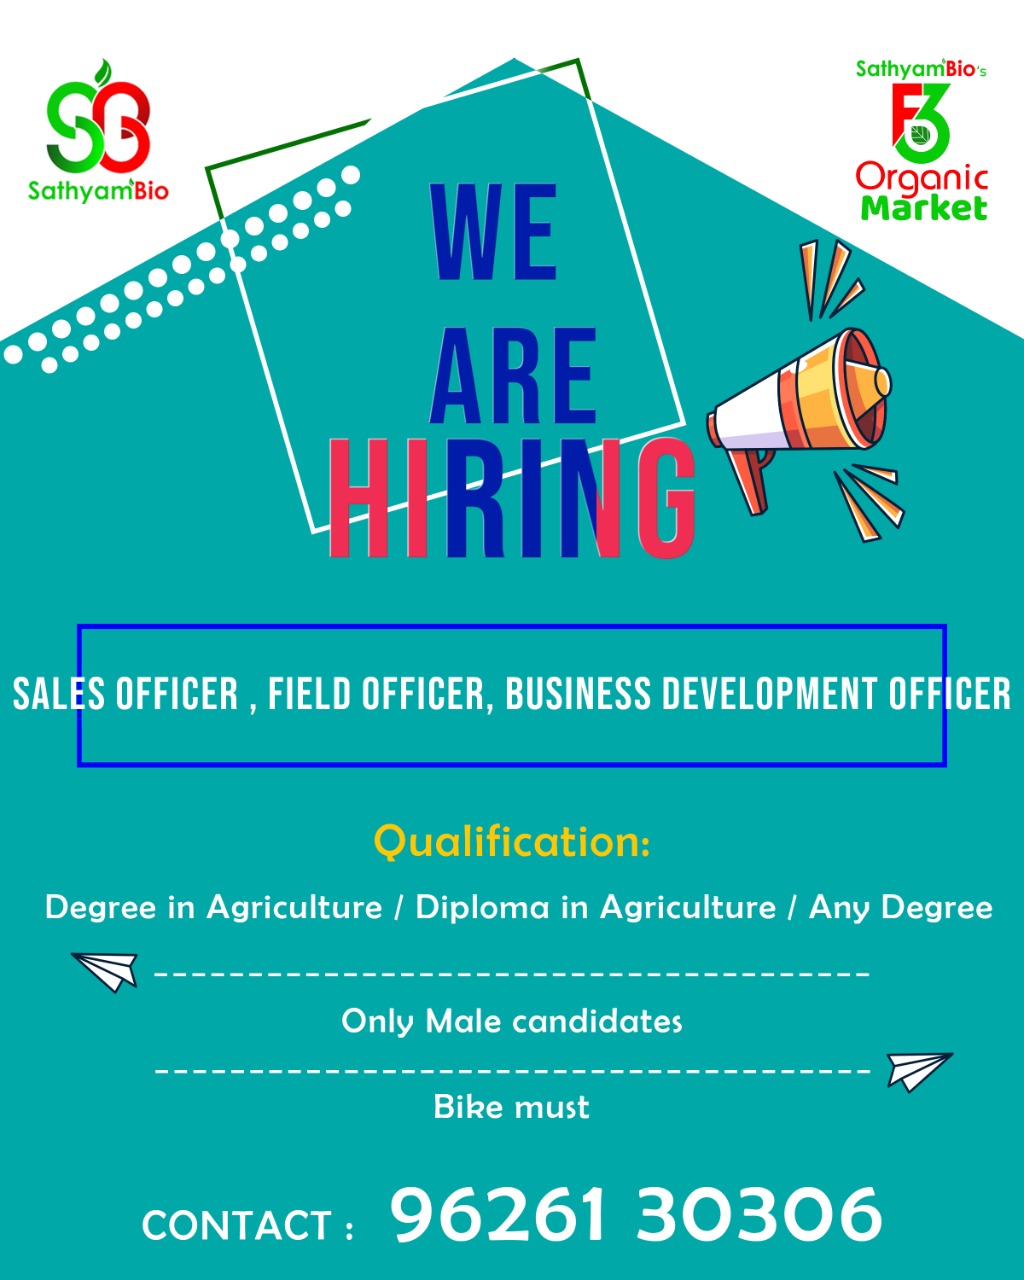 SB
SathyamBio
SathyamBio's
F3
Organic
Market
WE
ARE
HIRING
SALES OFFICER , FIELD OFFICER, BUSINESS DEVELOPMENT OFFICER
Qualification:
Degree in Agriculture / Diploma in Agriculture / Any Degree
Only Male candidates
Bike must
CONTACT : 96261 30306